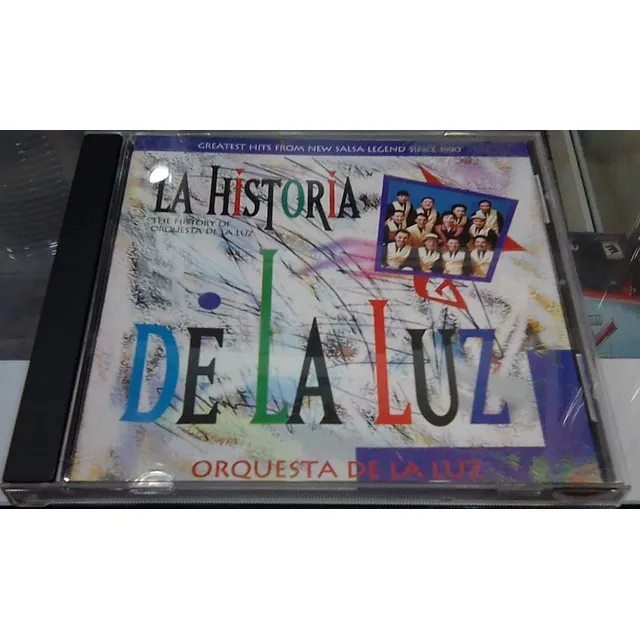 GREATEST HITS FROM NEW SALSA LEGEND SINCE 1990
LA HISTORIA
THE HISTORY OF
ORQUESTA DE LA LUZ
DE LA LUZ
ORQUESTA DE LA LUZ